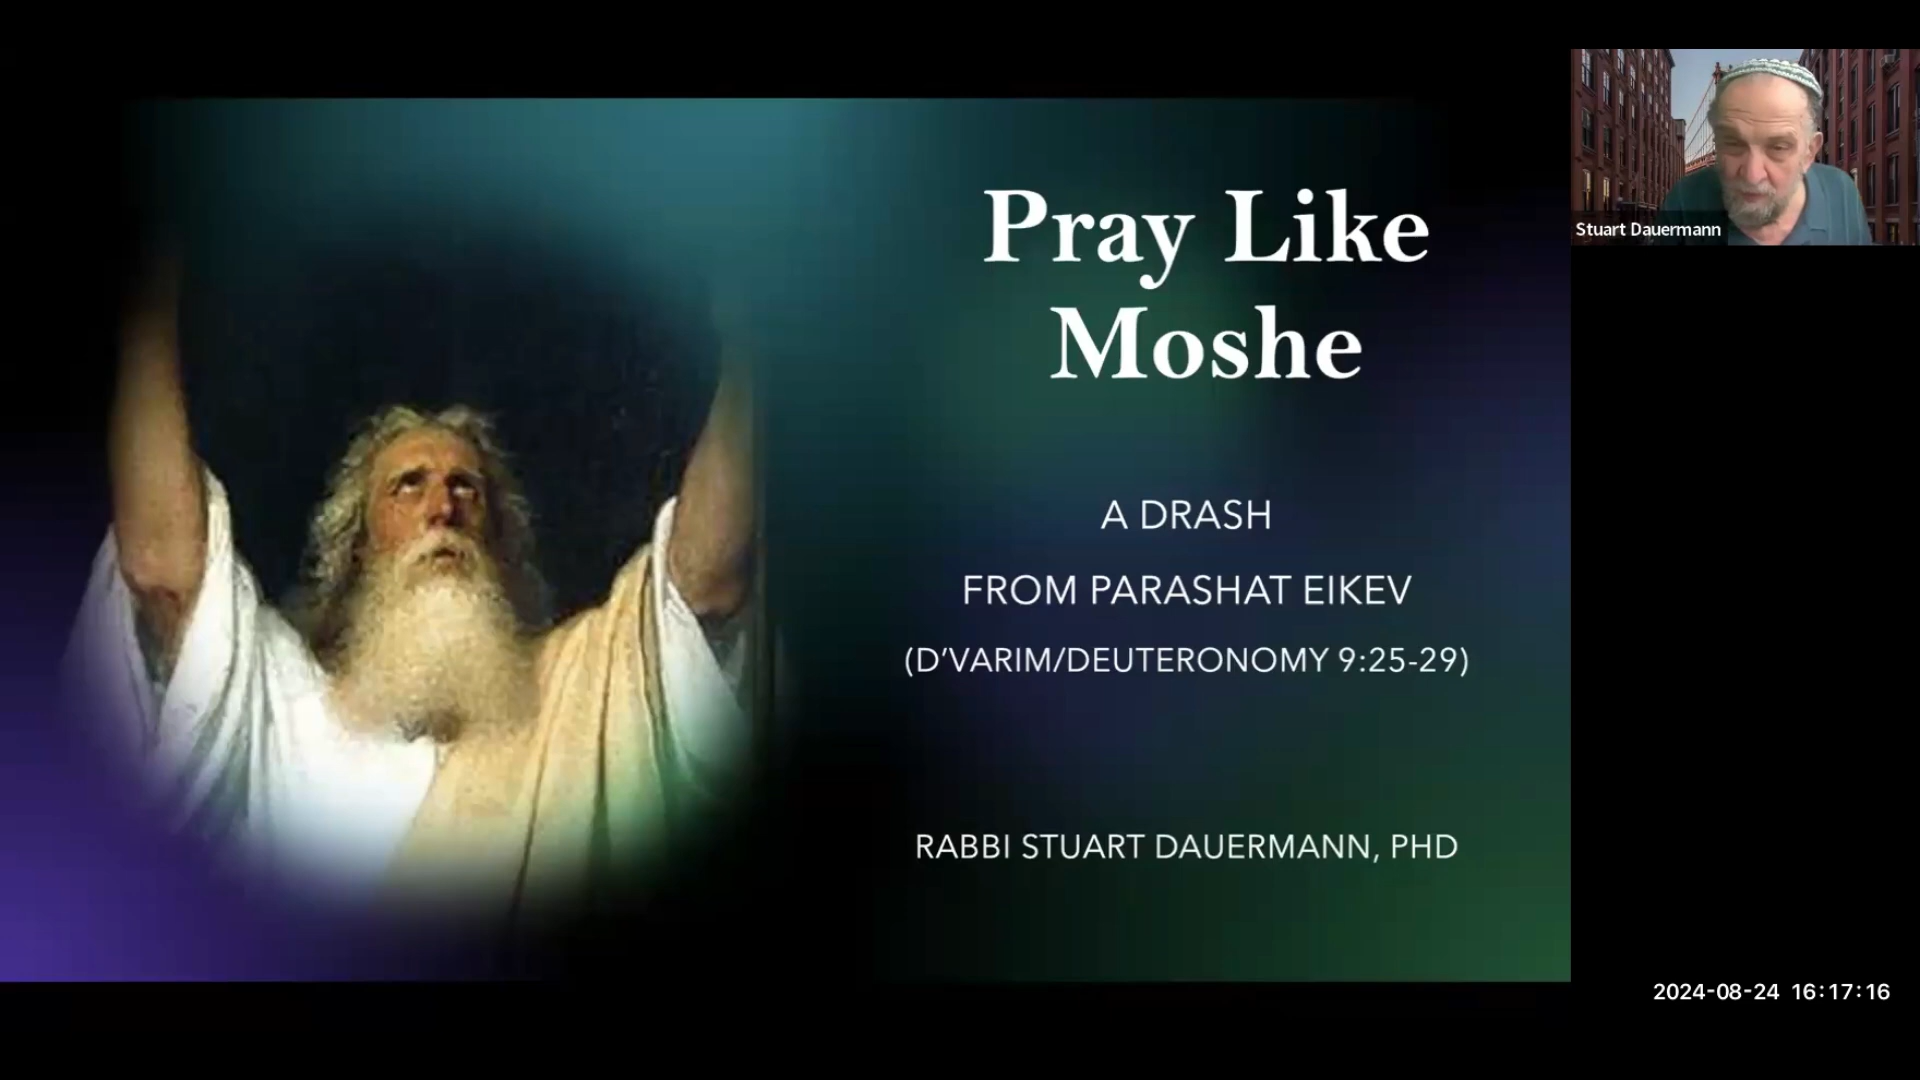 Pray Like
Moshe
A DRASH
FROM PARASHAT EIKEV
(D’VARIM/DEUTERONOMY 9:25-29)
RABBI STUART DAUERMANN, PHD
Stuart Dauermann
2024-08-24 16:17:16